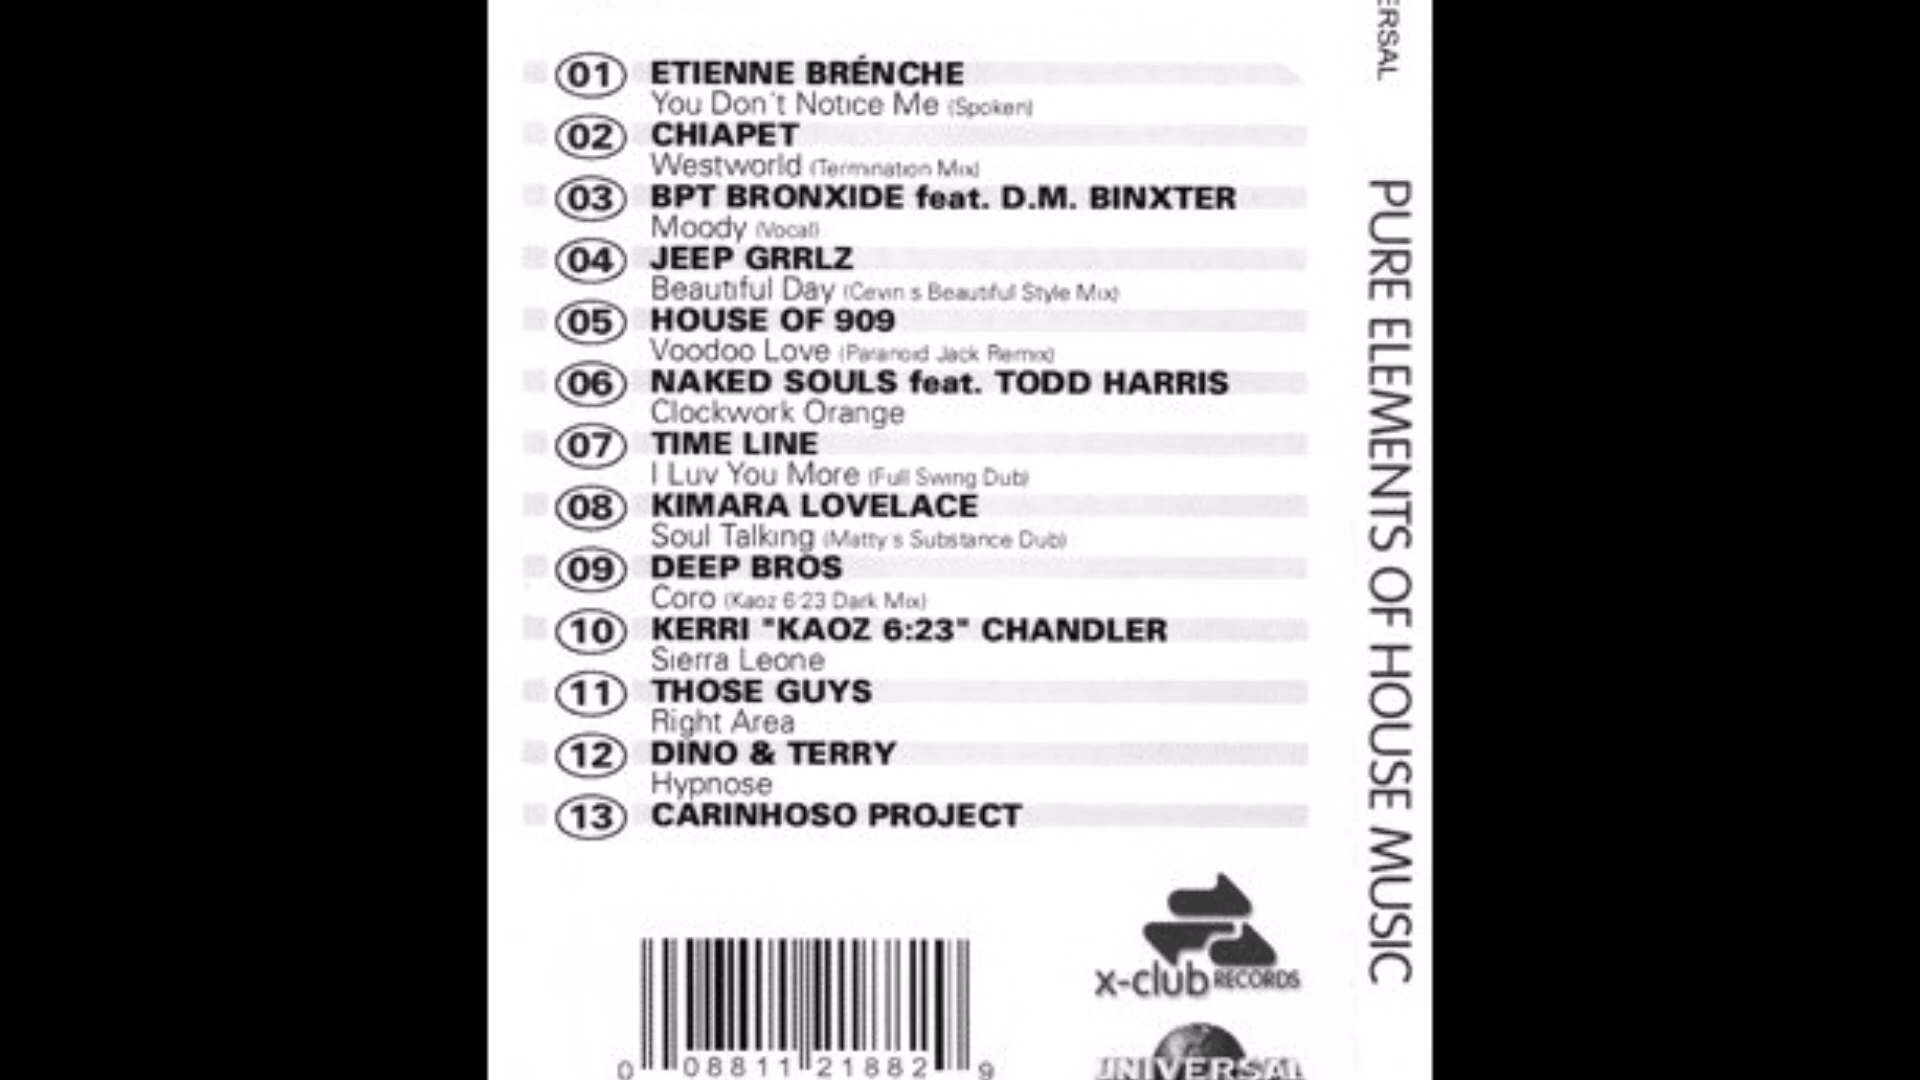 01 ETIENNE BRÉNCHE
You Don't Notice Me (Spoken)
02 CHIAPET
Westworld (Termination Mix)
03 BPT BRONXIDE feat. D.M. BINXTER
Moody (Vocal)
04 JEEP GRRLZ
Beautiful Day (Cevin s Beautiful Style Mix)
05 HOUSE OF 909
Voodoo Love (Paranoid Jack Remix)
06 NAKED SOULS feat. TODD HARRIS
Clockwork Orange
07 TIME LINE
I Luv You More (Full Swing Dub)
08 KIMARA LOVELACE
Soul Talking (Matty s Substance Dub)
09 DEEP BROS
Coro (Kaoz 6:23 Dark Mix)
10 KERRI "KAOZ 6:23" CHANDLER
Sierra Leone
11 THOSE GUYS
Right Area
12 DINO & TERRY
Hypnose
13 CARINHOSO PROJECT
x-club RECORDS
UNIVERSAL
0 08811 21882 9
ERSAL
PURE ELEMENTS OF HOUSE MUSIC